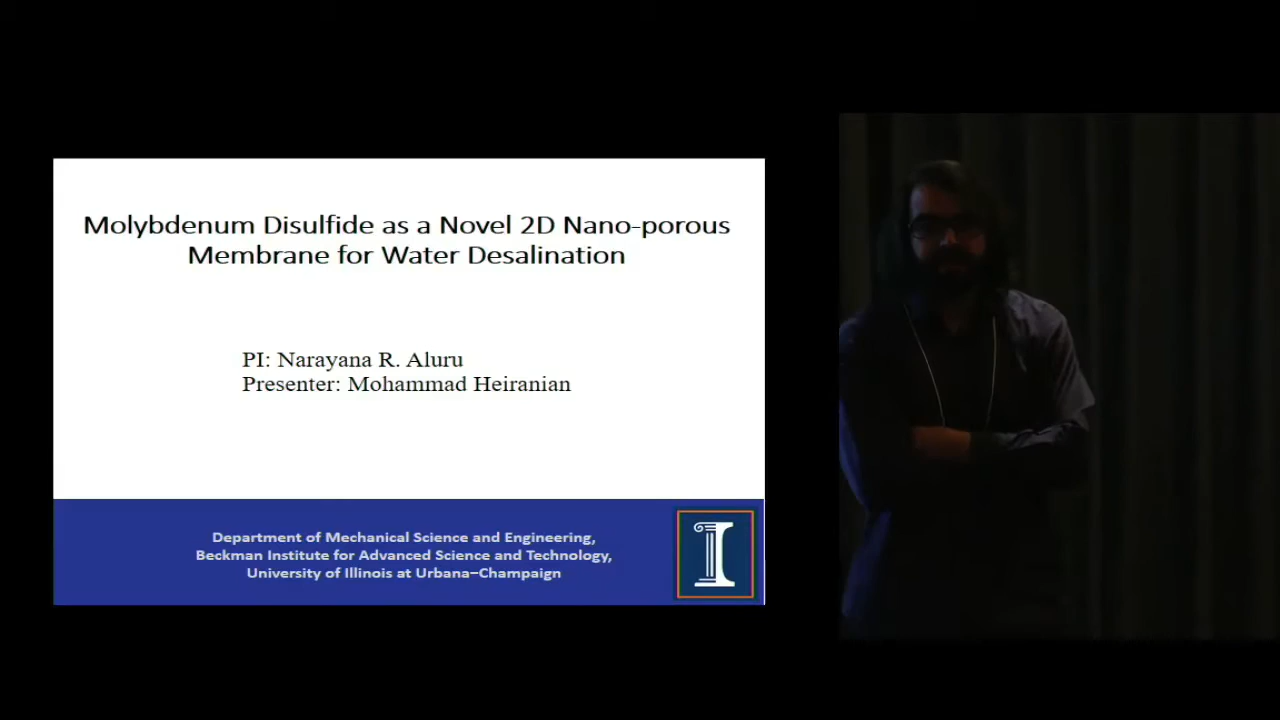 Molybdenum Disulfide as a Novel 2D Nano-porous
Membrane for Water Desalination
PI: Narayana R. Aluru
Presenter: Mohammad Heiranian
Department of Mechanical Science and Engineering,
Beckman Institute for Advanced Science and Technology,
University of Illinois at Urbana–Champaign
I